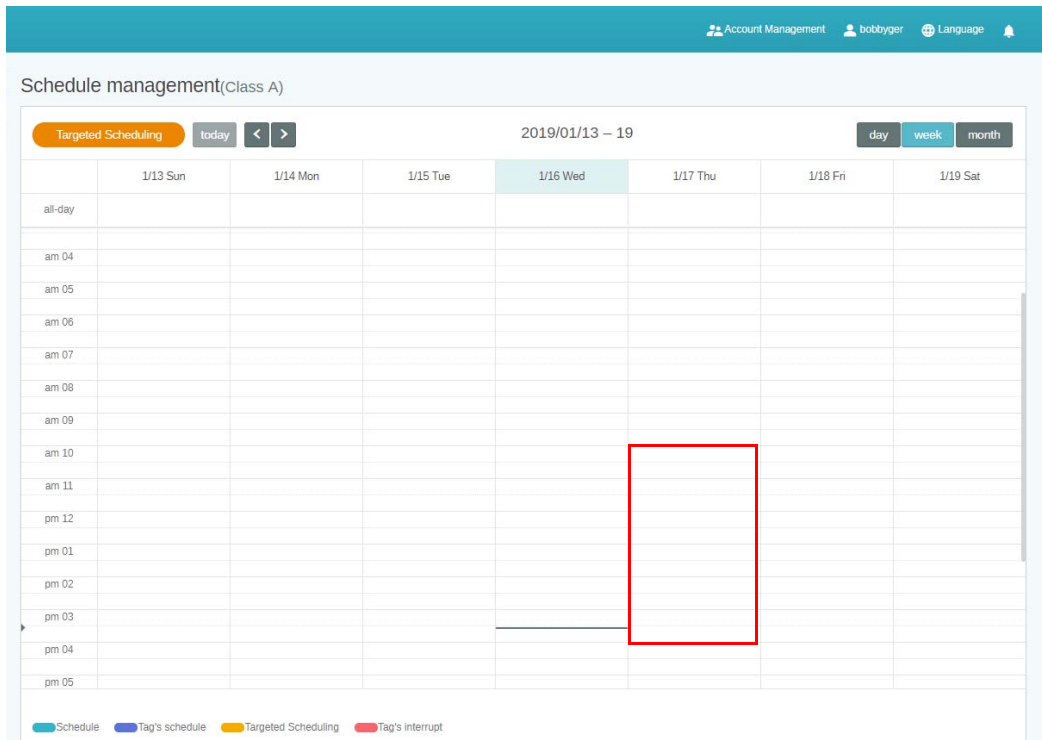 Account Management bobbyger Language
Schedule management(Class A)
Targeted Scheduling today < > 2019/01/13 – 19 day week month
1/13 Sun 1/14 Mon 1/15 Tue 1/16 Wed 1/17 Thu 1/18 Fri 1/19 Sat
all-day
am 04
am 05
am 06
am 07
am 08
am 09
am 10
am 11
pm 12
pm 01
pm 02
pm 03
pm 04
pm 05
Schedule Tag's schedule Targeted Scheduling Tag's interrupt